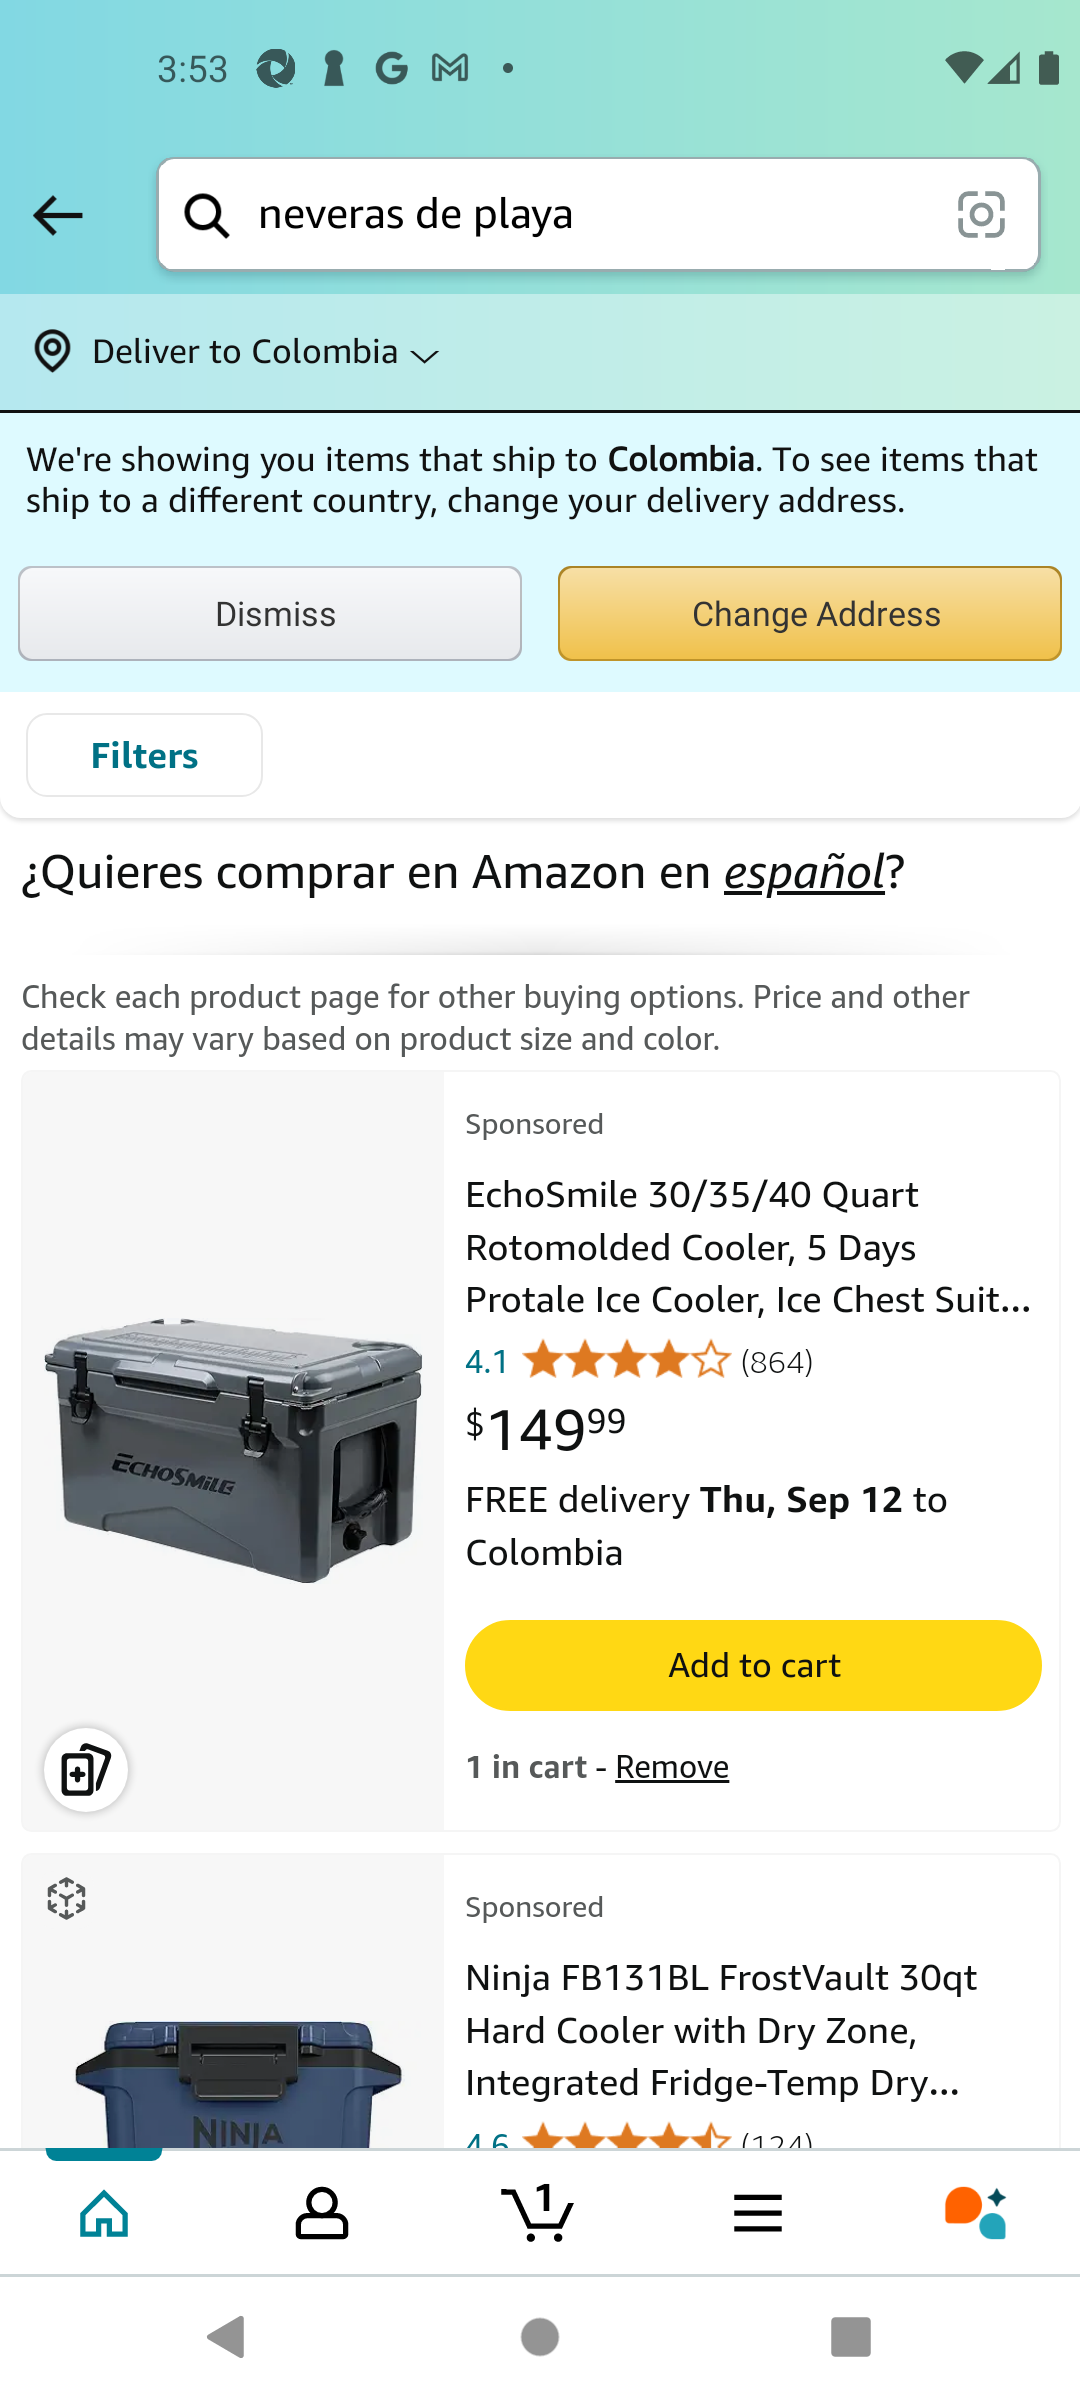 3:53
neveras de playa
Deliver to Colombia
We're showing you items that ship to Colombia. To see items that
ship to a different country, change your delivery address.
Dismiss
Change Address
Filters
¿Quieres comprar en Amazon en español?
Check each product page for other buying options. Price and other
details may vary based on product size and color.
Sponsored
EchoSmile 30/35/40 Quart
Rotomolded Cooler, 5 Days
Protale Ice Cooler, Ice Chest Suit...
4.1 (864)
$149 99
FREE delivery Thu, Sep 12 to
Colombia
Add to cart
1 in cart - Remove
ECHOSMILE
Sponsored
Ninja FB131BL FrostVault 30qt
Hard Cooler with Dry Zone,
Integrated Fridge-Temp Dry...
4.6 (124)
NINJA
1